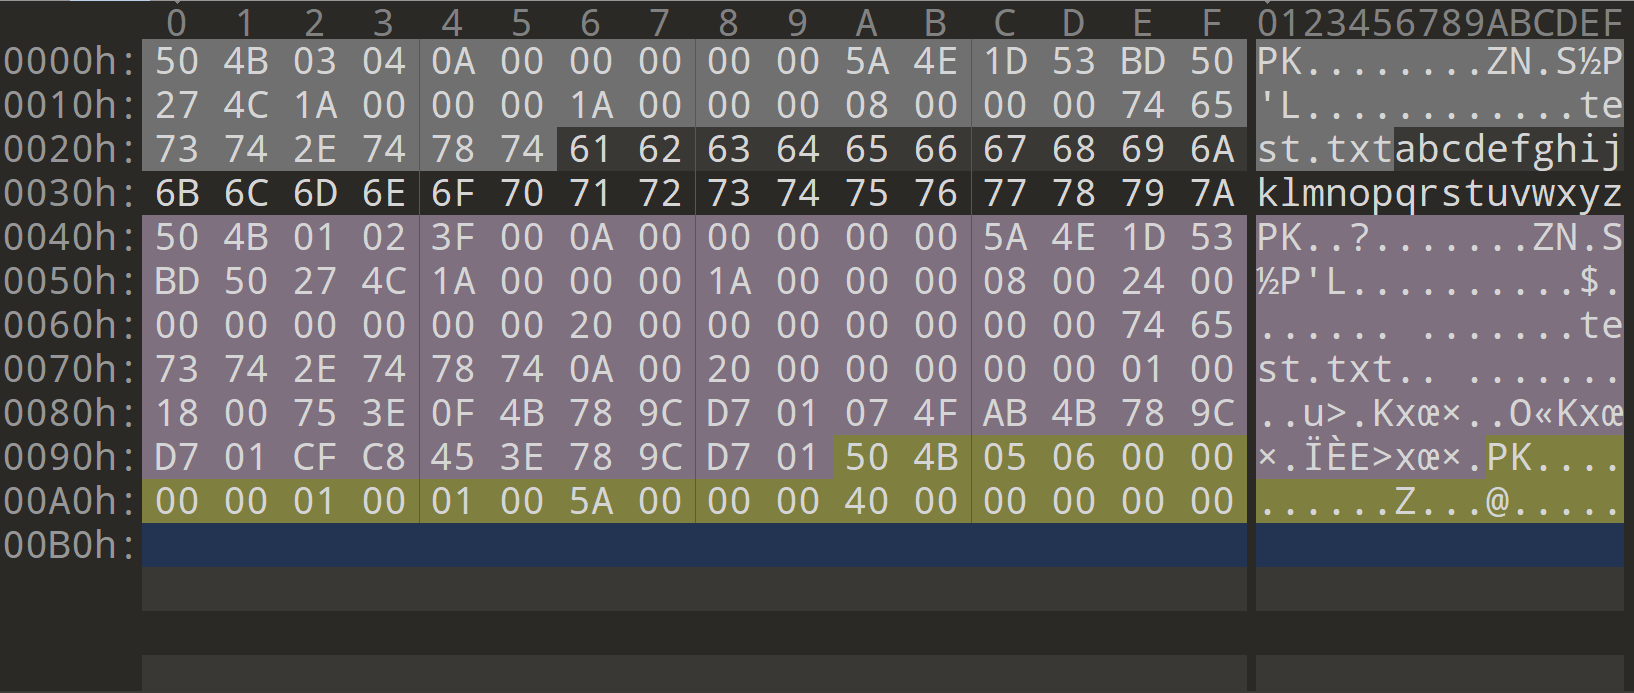 0 1 2 3 4 5 6 7 8 9 A B C D E F 0123456789ABCDEF
0000h: 50 4B 03 04 0A 00 00 00 00 00 5A 4E 1D 53 BD 50 PK........ZN.S½P
0010h: 27 4C 1A 00 00 00 1A 00 00 00 08 00 00 00 74 65 'L............te
0020h: 73 74 2E 74 78 74 61 62 63 64 65 66 67 68 69 6A st.txtabcdefghij
0030h: 6B 6C 6D 6E 6F 70 71 72 73 74 75 76 77 78 79 7A klmnopqrstuvwxyz
0040h: 50 4B 01 02 3F 00 0A 00 00 00 00 00 5A 4E 1D 53 PK..?.......ZN.S
0050h: BD 50 27 4C 1A 00 00 00 1A 00 00 00 08 00 24 00 ½P'L..........$.
0060h: 00 00 00 00 00 00 20 00 00 00 00 00 00 00 74 65 ...... .......te
0070h: 73 74 2E 74 78 74 0A 00 20 00 00 00 00 00 01 00 st.txt.. .......
0080h: 18 00 75 3E 0F 4B 78 9C D7 01 07 4F AB 4B 78 9C ..u>.Kxœ×..O«Kxœ
0090h: D7 01 CF C8 45 3E 78 9C D7 01 50 4B 05 06 00 00 ×.ÏÈE>xœ×.PK....
00A0h: 00 00 01 00 01 00 5A 00 00 00 40 00 00 00 00 00 ......Z...@.....
00B0h: